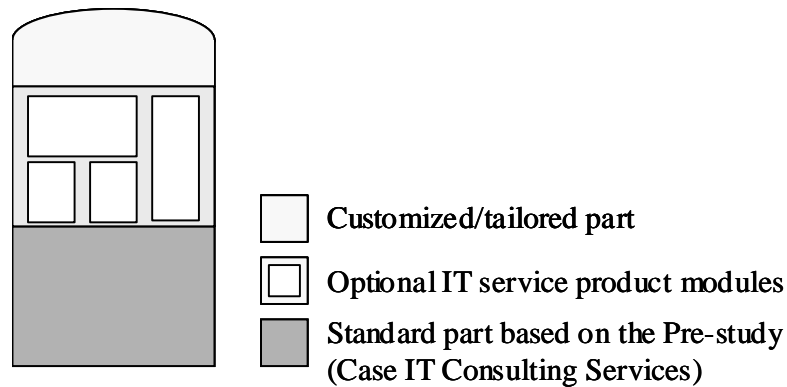 Customized/tailored part
Optional IT service product modules
Standard part based on the Pre-study
(Case IT Consulting Services)